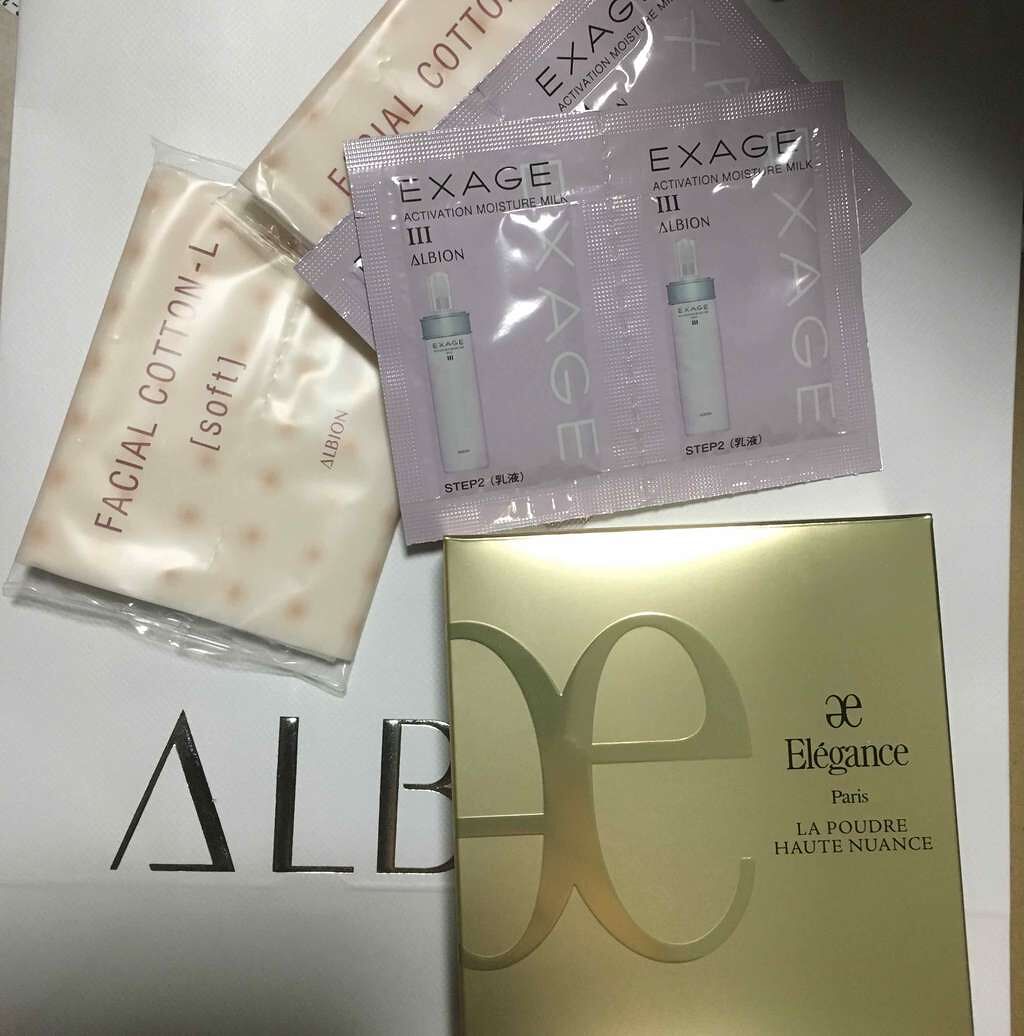 FACIAL COTTON
EXAGE
ACTIVATION MOISTURE MILK
EXAGE
ACTIVATION MOISTURE MILK
III
ALBION
EXAGE
EXAGE
III
STEP2（乳液）
EXAGE
ACTIVATION MOISTURE MILK
III
ALBION
EXAGE
EXAGE
III
STEP2（乳液）
FACIAL COTTON-L
[soft]
ALBION
ALB
æ
æ
Elégance
Paris
LA POUDRE
HAUTE NUANCE